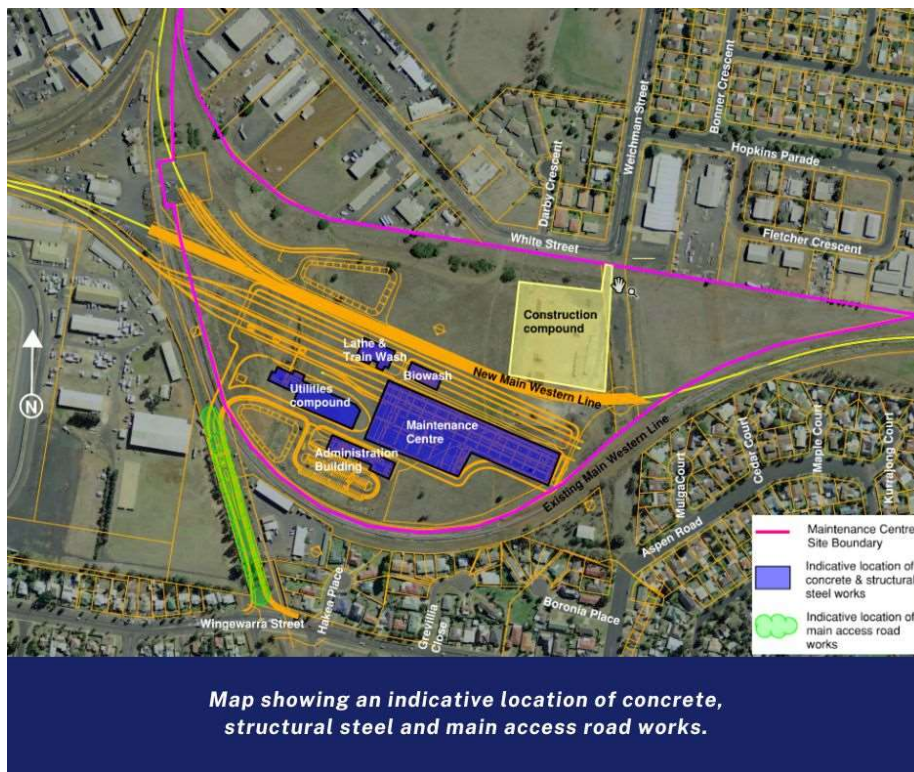 Bonner Crescent
Welchman Street
Hopkins Parade
Darby Crescent
White Street
Fletcher Crescent
Construction
compound
Lathe &
Train Wash
Biowash
New Main Western Line
Utilities
compound
Maintenance
Centre
Administration
Building
Existing Main Western Line
MulgaCourt
Cedar Court
Maple Court
Kurrajong Court
Aspen Road
N
Hakea Place
Grevillia
Close
Boronia Place
Wingewarra Street
Maintenance Centre
Site Boundary
Indicative location of
concrete & structural
steel works
Indicative location of
main access road
works
Map showing an indicative location of concrete,
structural steel and main access road works.